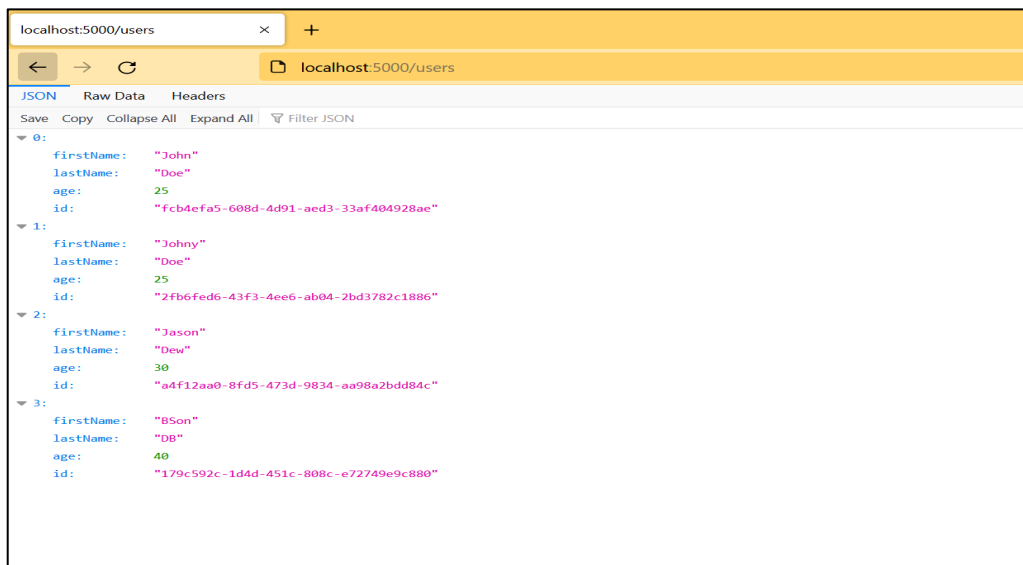 localhost:5000/users
localhost:5000/users
JSON Raw Data Headers
Save Copy Collapse All Expand All Filter JSON
0:
firstName: "John"
lastName: "Doe"
age: 25
id: "fcb4efa5-608d-4d91-aed3-33af404928ae"
1:
firstName: "Johny"
lastName: "Doe"
age: 25
id: "2fb6fed6-43f3-4ee6-ab04-2bd3782c1886"
2:
firstName: "Jason"
lastName: "Dew"
age: 30
id: "a4f12aa0-8fd5-473d-9834-aa98a2bdd84c"
3:
firstName: "BSon"
lastName: "DB"
age: 40
id: "179c592c-1d4d-451c-808c-e72749e9c880"